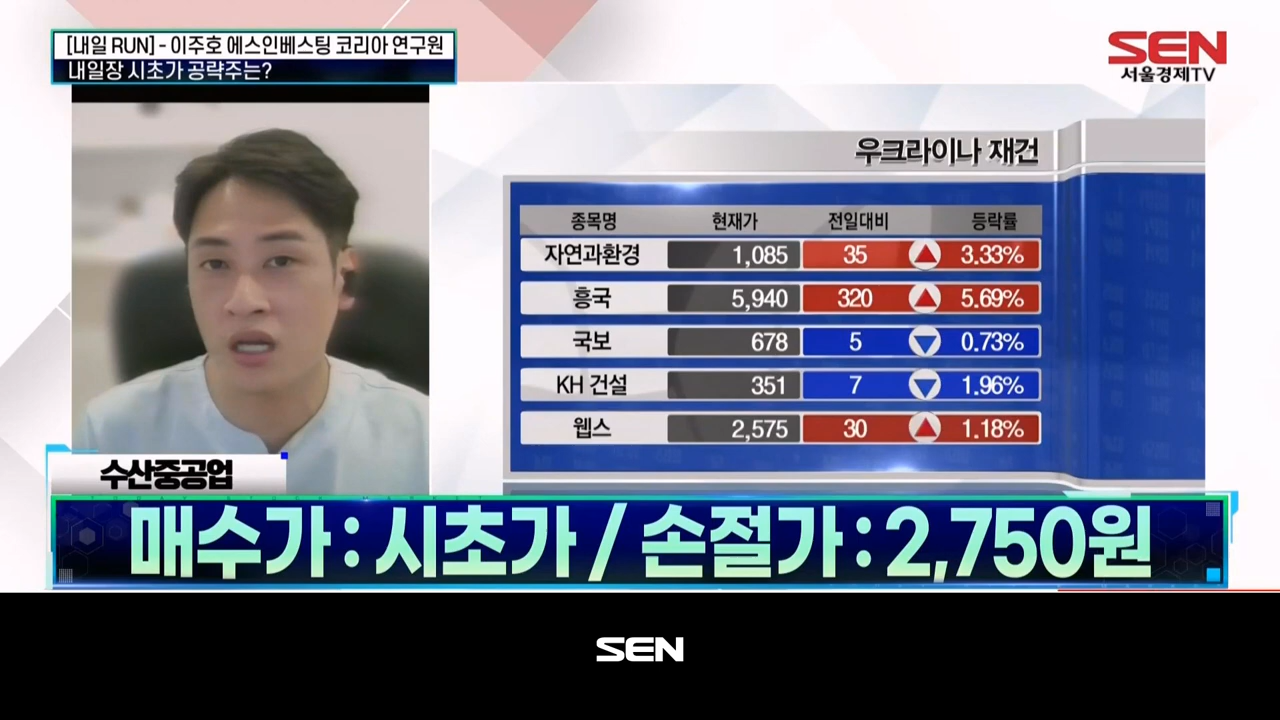 [내일 RUN] - 이주호 에스인베스팅 코리아 연구원
내일장 시초가 공략주는?
SEN
서울경제TV
우크라이나 재건
종목명 현재가 전일대비 등락률
자연과환경 1,085 35 3.33%
흥국 5,940 320 5.69%
국보 678 5 0.73%
KH 건설 351 7 1.96%
웹스 2,575 30 1.18%
수산중공업
매수가 : 시초가 / 손절가 : 2,750원
SEN